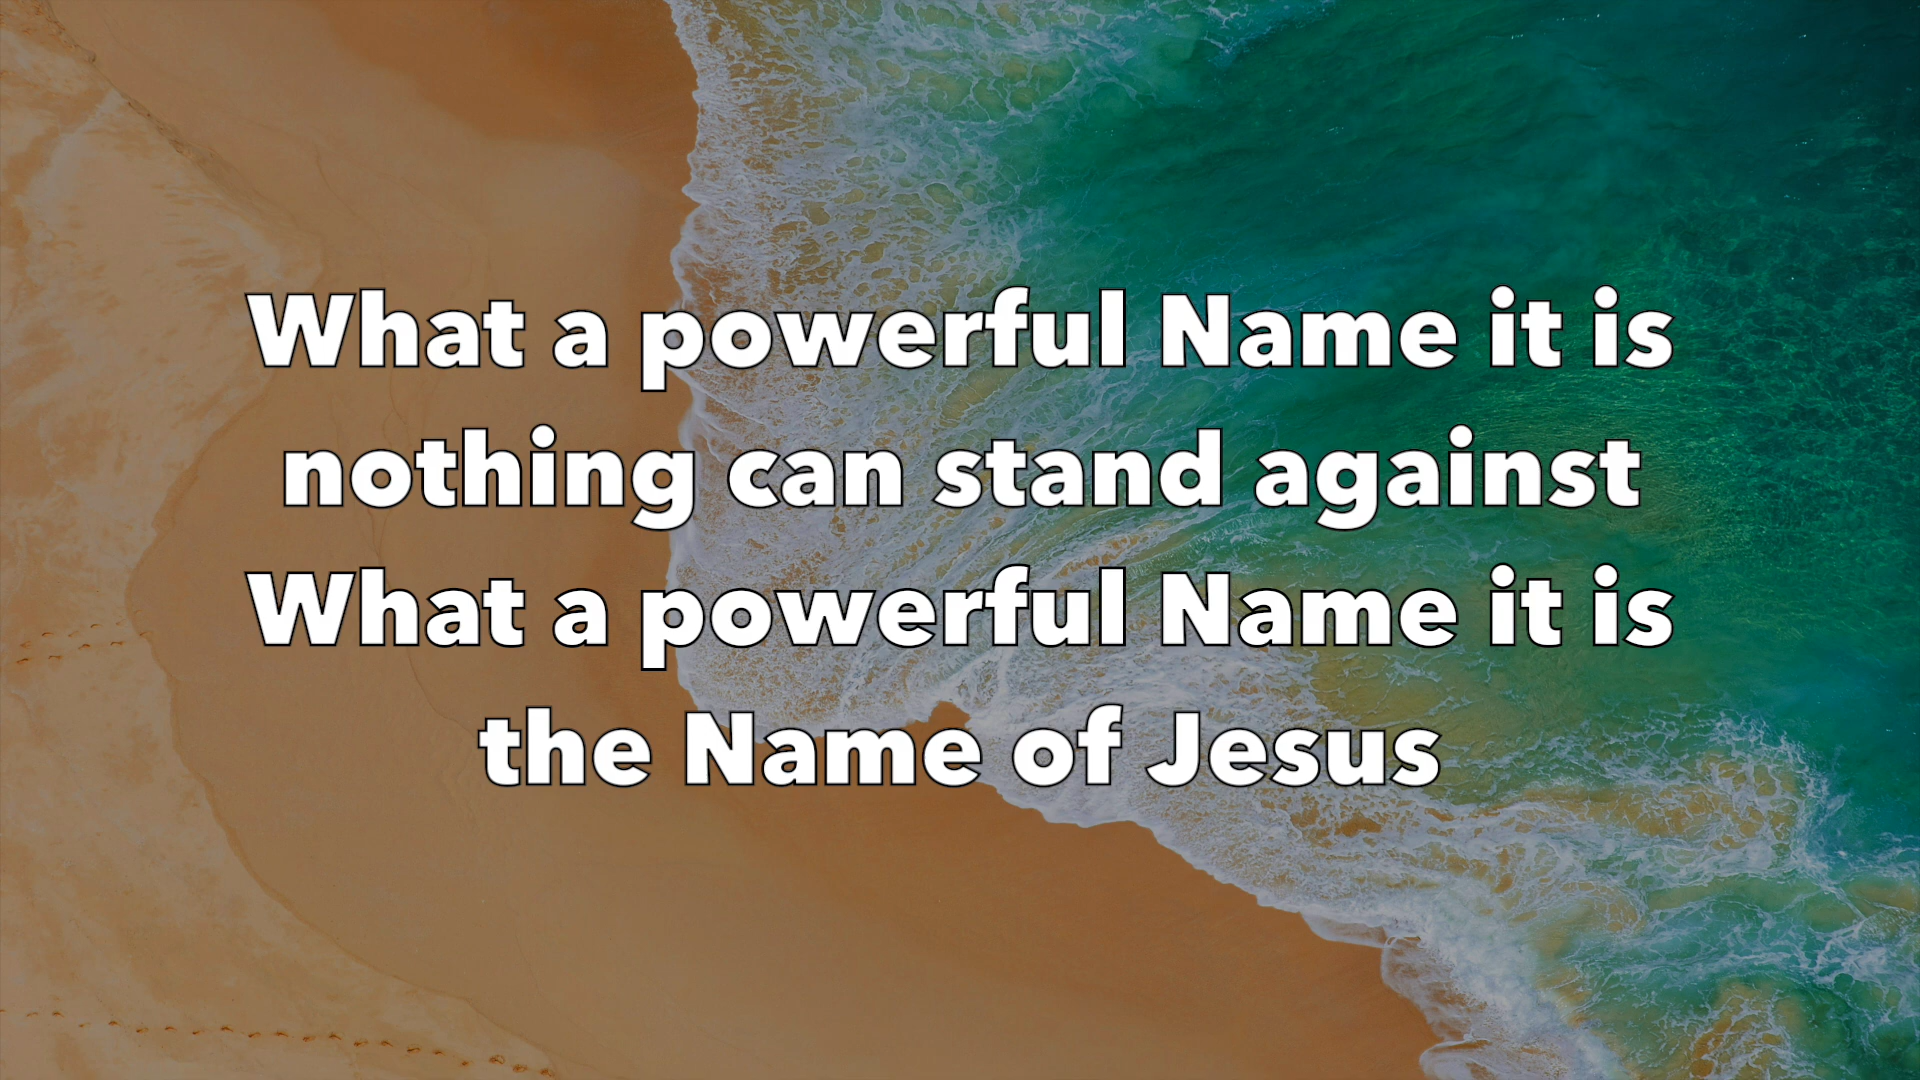 What a powerful Name it is
nothing can stand against
What a powerful Name it is
the Name of Jesus